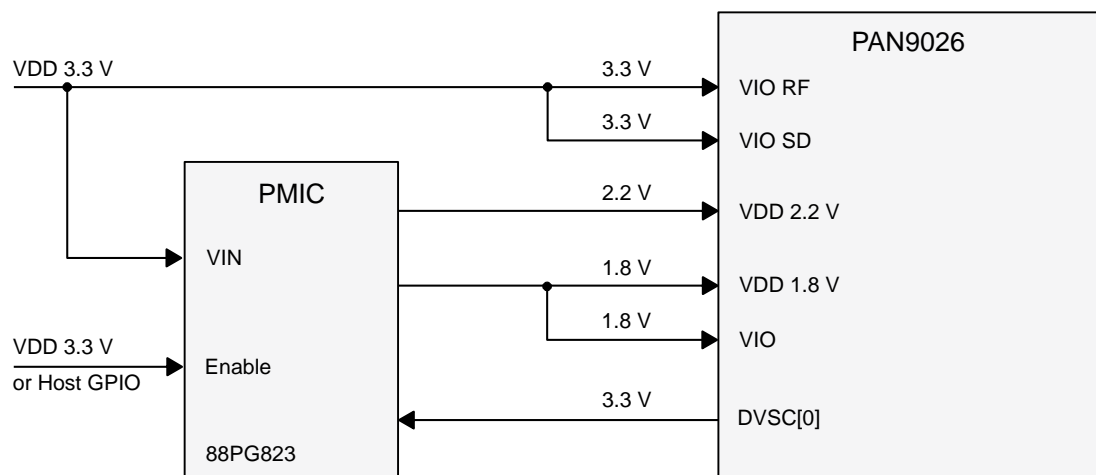 PAN9026
VDD 3.3 V
3.3 V
VIO RF
3.3 V
VIO SD
PMIC
2.2 V
VDD 2.2 V
VIN
1.8 V
VDD 1.8 V
1.8 V
VIO
VDD 3.3 V
or Host GPIO
Enable
3.3 V
DVSC[0]
88PG823